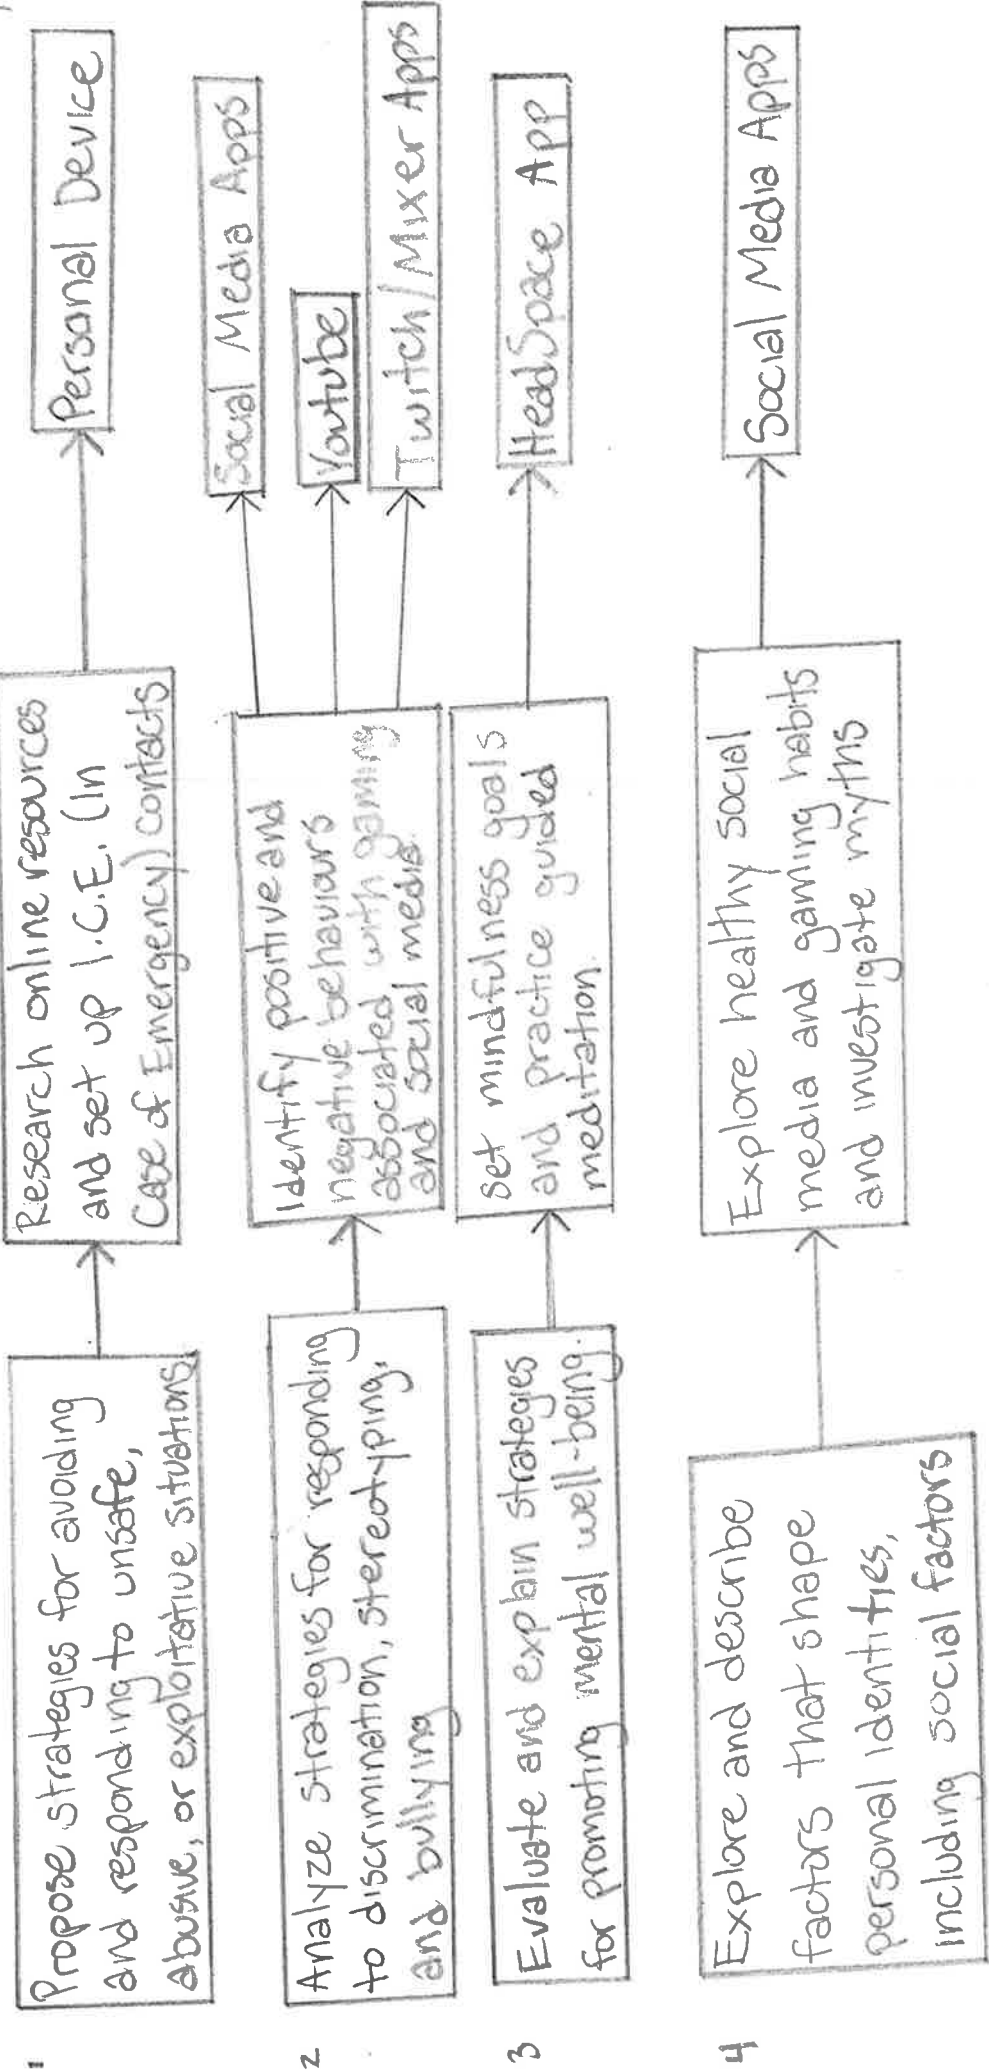 1
Propose strategies for avoiding
and responding to unsafe,
abusive, or exploitative situations.
Research online resources
and set up I.C.E. (In
Case of Emergency) contacts
Personal Device
2
Analyze strategies for responding
to discrimination, stereotyping,
and bullying
Identify positive and
negative behaviours
associated with gaming
and social media.
Social Media Apps
Youtube
Twitch/Mixer Apps
3
Evaluate and explain strategies
for promoting mental well-being.
set mindfulness goals
and practice guided
meditation.
HeadSpace App
4
Explore and describe
factors that shape
personal identities,
including social factors
Explore healthy social
media and gaming habits
and investigate myths
Social Media Apps